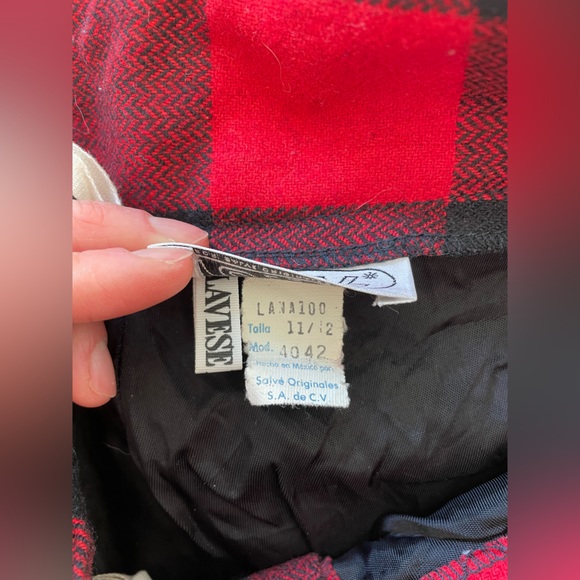 LANA100
Talla 11/12
Mod. 4042
Hecho en México por:
Salvé Originales
S.A. de C.V
LAVESE